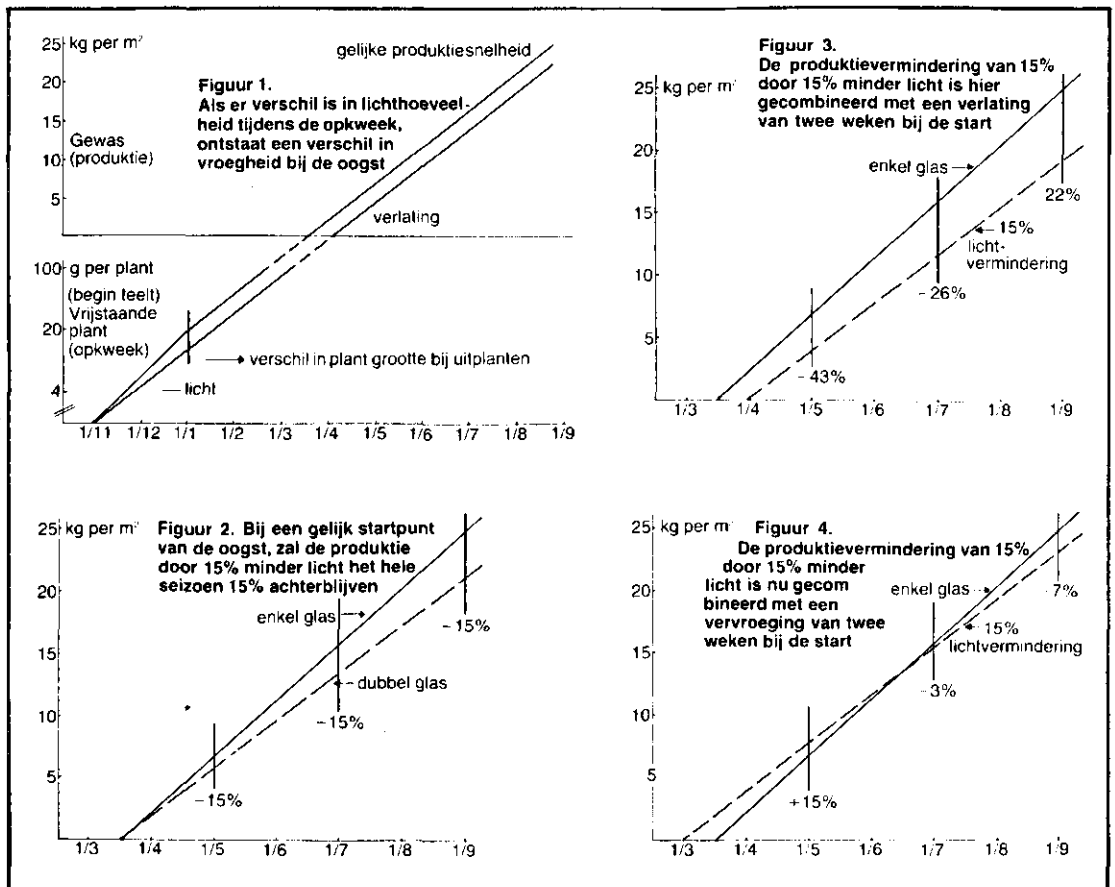 25 kg per m²
20
15
Gewas
(produktie)
10
5
100 g per plant
(begin teelt)
Vrijstaande
plant
(opkweek)
20
4
gelijke produktiesnelheid
Figuur 1.
Als er verschil is in lichthoeveel-
heid tijdens de opkweek,
ontstaat een verschil in
vroegheid bij de oogst
verlating
verschil in plant grootte bij uitplanten
— licht
1/11 1/12 1/1 1/2 1/3 1/4 1/5 1/6 1/7 1/8 1/9
Figuur 3.
De produktievermindering van 15%
door 15% minder licht is hier
gecombineerd met een verlating
van twee weken bij de start
25 kg per m²
20
15
10
5
enkel glas
22%
– 15%
licht-
vermindering
- 26%
- 43%
1/3 1/4 1/5 1/6 1/7 1/8 1/9
25 kg per m²
20
15
10
5
Figuur 2. Bij een gelijk startpunt
van de oogst, zal de produktie
door 15% minder licht het hele
seizoen 15% achterblijven
enkel glas
-15%
dubbel glas
-15%
-15%
1/3 1/4 1/5 1/6 1/7 1/8 1/9
25 kg per m²
20
15
10
5
Figuur 4.
De produktievermindering van 15%
door 15% minder
licht is nu gecom
bineerd met een
vervroeging van twee
weken bij de start
enkel glas
- 7%
– 15%
lichtvermindering
-3%
+15%
1/3 1/4 1/5 1/6 1/7 1/8 1/9